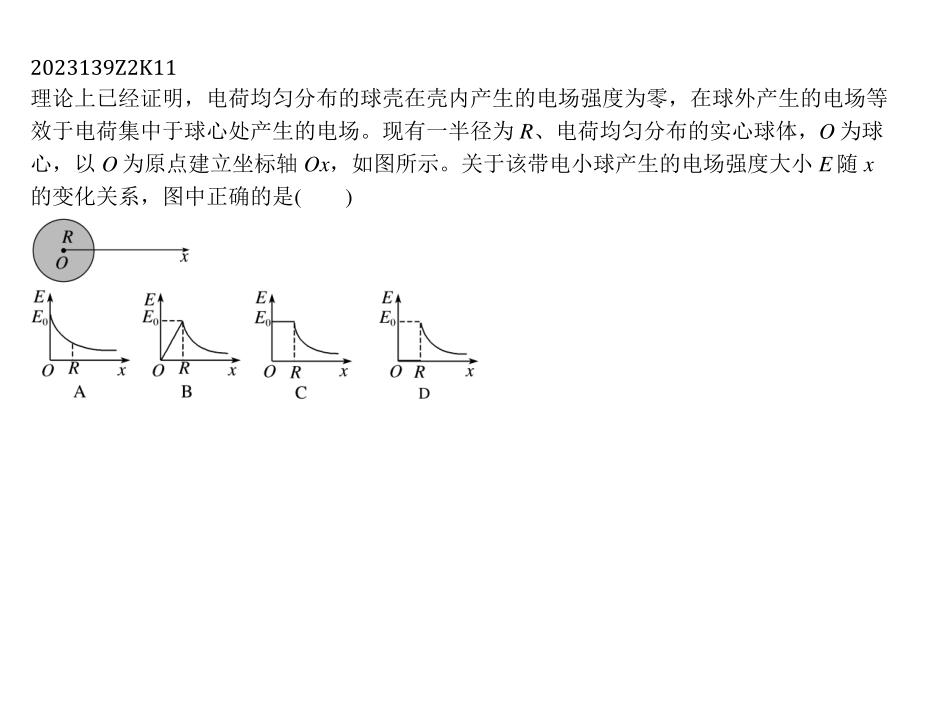 2023139Z2K11
理论上已经证明，电荷均匀分布的球壳在壳内产生的电场强度为零，在球外产生的电场等
效于电荷集中于球心处产生的电场。现有一半径为 R、电荷均匀分布的实心球体，O 为球
心，以 O 为原点建立坐标轴 Ox，如图所示。关于该带电小球产生的电场强度大小 E 随 x
的变化关系，图中正确的是(　　)
R
O
x
E
E₀
O R x
A
E
E₀
O R x
B
E
E₀
O R x
C
E
E₀
O R x
D